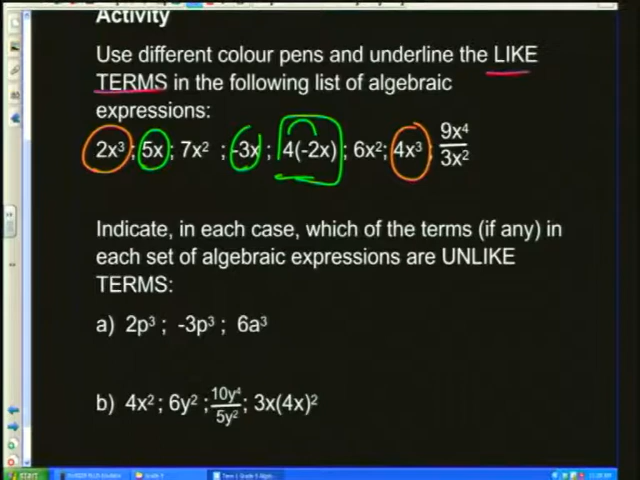 Activity
Use different colour pens and underline the LIKE
TERMS in the following list of algebraic
expressions:
2x³ ; 5x ; 7x² ; -3x ; 4(-2x) ; 6x² ; 4x³ ; 9x⁴/3x²
Indicate, in each case, which of the terms (if any) in
each set of algebraic expressions are UNLIKE
TERMS:
a) 2p³ ; -3p³ ; 6a³
b) 4x² ; 6y² ; 10y⁴/5y² ; 3x(4x)²
start